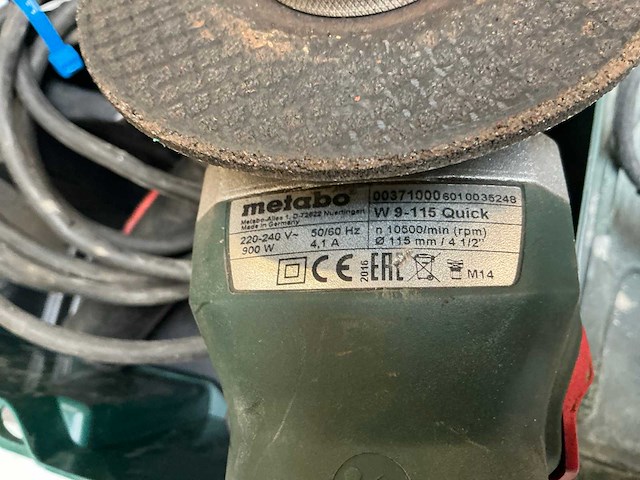 metabo
Metabo-Allee 1, D-72622 Nuertingen
Made in Germany
220-240 V~ 50/60 Hz
900 W 4,1 A
00371000 6010035248
W 9-115 Quick
n 10500/min (rpm)
Ø 115 mm / 4 1/2"
CE 2016 EAC M14